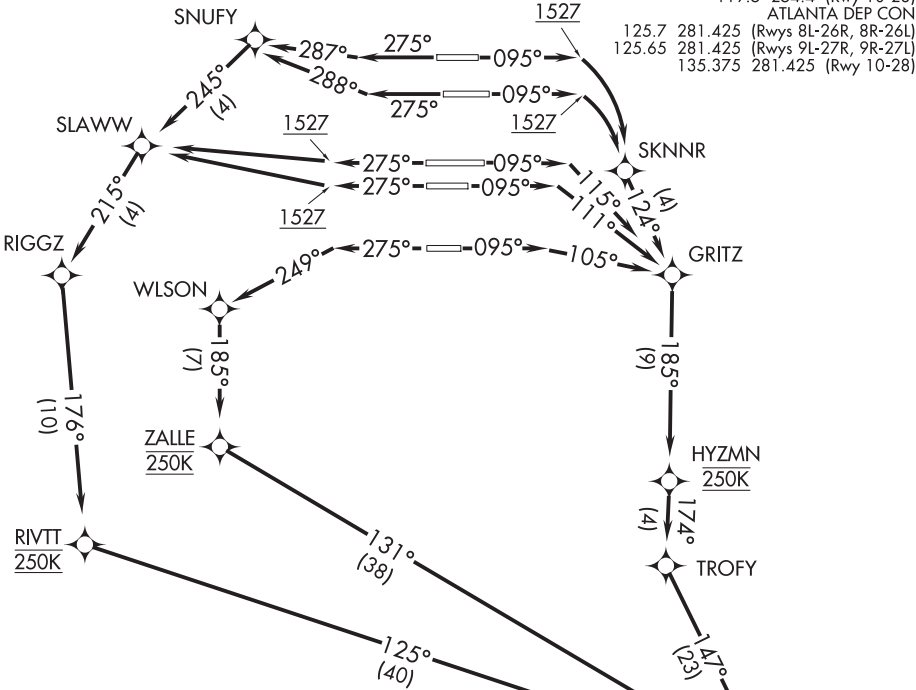 SNUFY
1527
119.3 284.4 (Rwy 10-28)
ATLANTA DEP CON
125.7 281.425 (Rwys 8L-26R, 8R-26L)
125.65 281.425 (Rwys 9L-27R, 9R-27L)
135.375 281.425 (Rwy 10-28)
287° 275° 095°
288° 275° 095°
245°
(4)
1527
SLAWW
1527
SKNNR
275° 095°
275° 095°
115°
111°
124°
(4)
1527
215°
(4)
RIGGZ
249° 275° 095° 105°
GRITZ
WLSON
185°
(7)
185°
(9)
176°
(10)
ZALLE
250K
HYZMN
250K
174°
(4)
RIVTT
250K
131°
(38)
TROFY
125°
(40)
147°
(23)